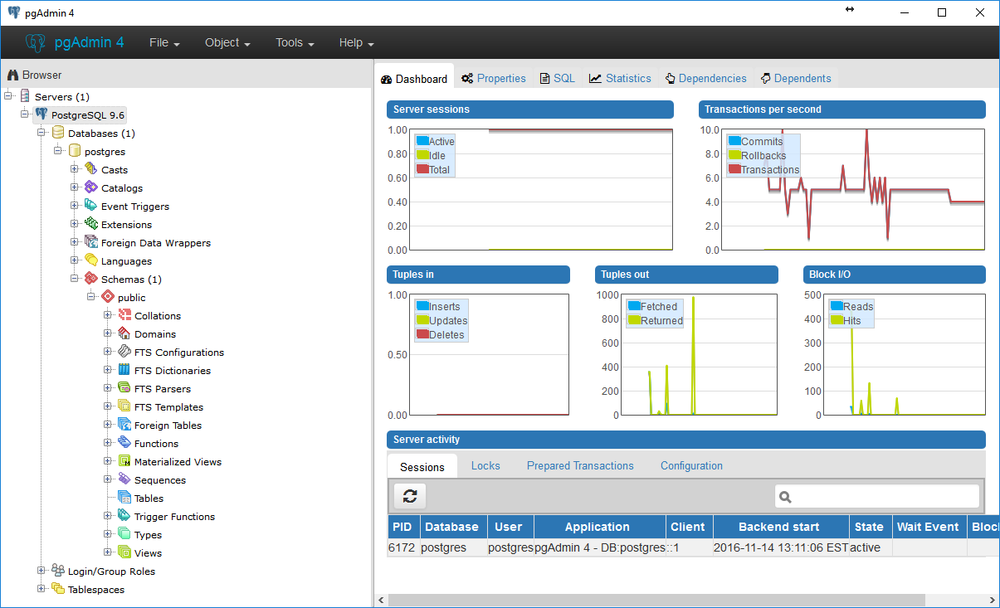 pgAdmin 4
pgAdmin 4 File Object Tools Help
Browser
Servers (1)
PostgreSQL 9.6
Databases (1)
postgres
Casts
Catalogs
Event Triggers
Extensions
Foreign Data Wrappers
Languages
Schemas (1)
public
Collations
Domains
FTS Configurations
FTS Dictionaries
FTS Parsers
FTS Templates
Foreign Tables
Functions
Materialized Views
Sequences
Tables
Trigger Functions
Types
Views
Login/Group Roles
Tablespaces
Dashboard Properties SQL Statistics Dependencies Dependents
Server sessions
1.00
0.80
0.60
0.40
0.20
0.00
Active
Idle
Total
Transactions per second
10.0
8.0
6.0
4.0
2.0
0.0
Commits
Rollbacks
Transactions
Tuples in
1.00
0.50
0.00
Inserts
Updates
Deletes
Tuples out
1000
800
600
400
200
0
Fetched
Returned
Block I/O
500
400
300
200
100
0
Reads
Hits
Server activity
Sessions Locks Prepared Transactions Configuration
PID Database User Application Client Backend start State Wait Event Block
6172 postgres postgres pgAdmin 4 - DB:postgres ::1 2016-11-14 13:11:06 EST active